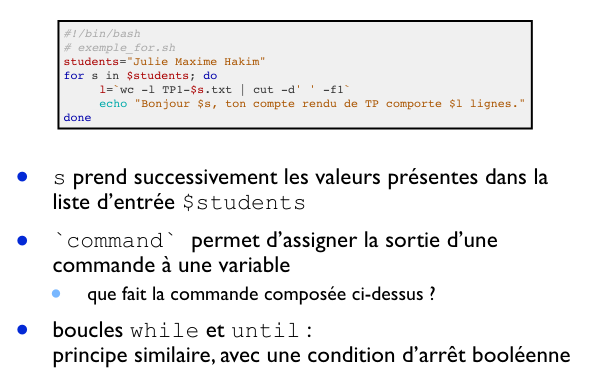 #!/bin/bash
# exemple_for.sh
students="Julie Maxime Hakim"
for s in $students; do
l=`wc -l TP1-$s.txt | cut -d' ' -f1`
echo "Bonjour $s, ton compte rendu de TP comporte $l lignes."
done
• s prend successivement les valeurs présentes dans la
liste d'entrée $students
• `command` permet d'assigner la sortie d'une
commande à une variable
• que fait la commande composée ci-dessus ?
• boucles while et until :
principe similaire, avec une condition d'arrêt booléenne